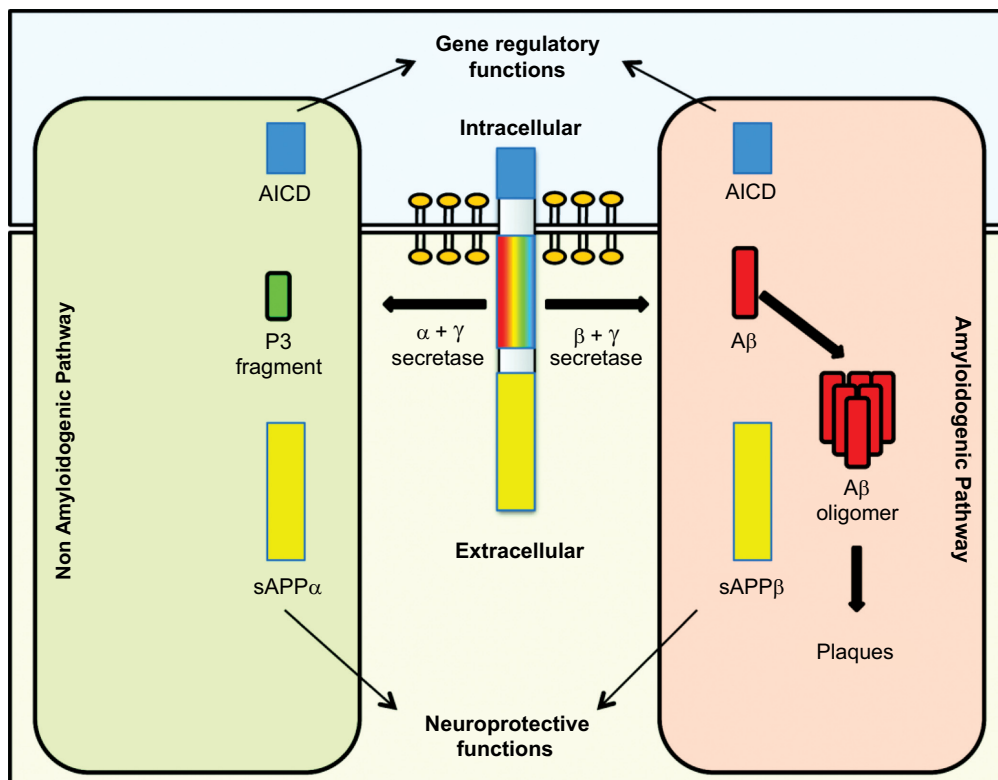 Gene regulatory
functions
Intracellular
AICD
AICD
P3
fragment
α + γ
secretase
β + γ
secretase
Aβ
Non Amyloidogenic Pathway
Amyloidogenic Pathway
Aβ
oligomer
Extracellular
sAPPα
sAPPβ
Plaques
Neuroprotective
functions